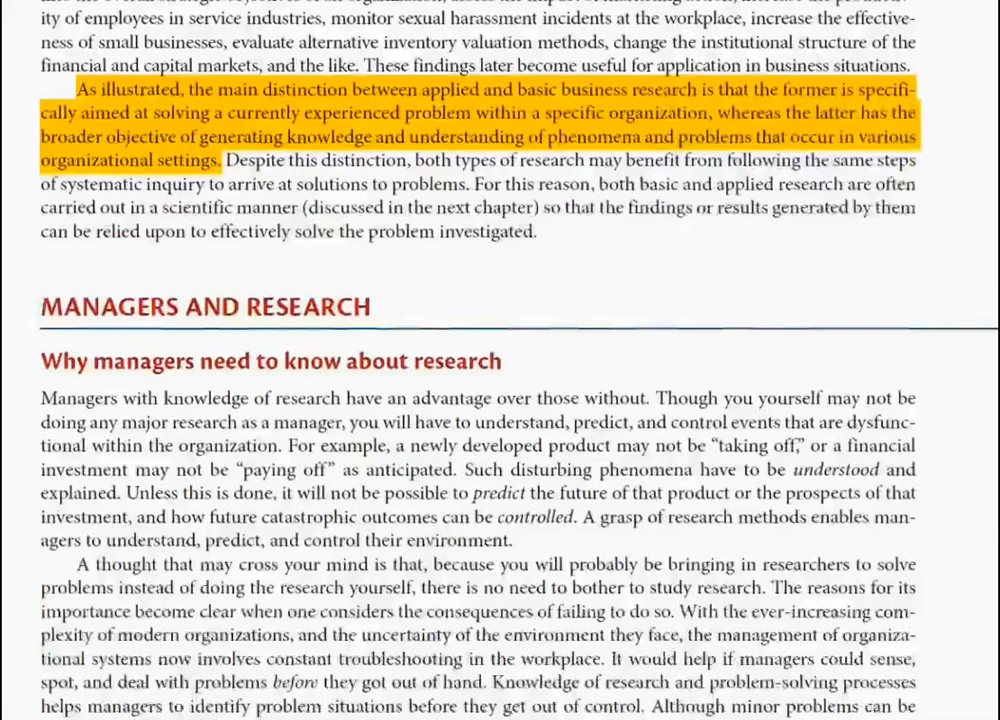 ity of employees in service industries, monitor sexual harassment incidents at the workplace, increase the effective-
ness of small businesses, evaluate alternative inventory valuation methods, change the institutional structure of the
financial and capital markets, and the like. These findings later become useful for application in business situations.
As illustrated, the main distinction between applied and basic business research is that the former is specifi-
cally aimed at solving a currently experienced problem within a specific organization, whereas the latter has the
broader objective of generating knowledge and understanding of phenomena and problems that occur in various
organizational settings. Despite this distinction, both types of research may benefit from following the same steps
of systematic inquiry to arrive at solutions to problems. For this reason, both basic and applied research are often
carried out in a scientific manner (discussed in the next chapter) so that the findings or results generated by them
can be relied upon to effectively solve the problem investigated.
MANAGERS AND RESEARCH
Why managers need to know about research
Managers with knowledge of research have an advantage over those without. Though you yourself may not be
doing any major research as a manager, you will have to understand, predict, and control events that are dysfunc-
tional within the organization. For example, a newly developed product may not be “taking off,” or a financial
investment may not be “paying off” as anticipated. Such disturbing phenomena have to be understood and
explained. Unless this is done, it will not be possible to predict the future of that product or the prospects of that
investment, and how future catastrophic outcomes can be controlled. A grasp of research methods enables man-
agers to understand, predict, and control their environment.
A thought that may cross your mind is that, because you will probably be bringing in researchers to solve
problems instead of doing the research yourself, there is no need to bother to study research. The reasons for its
importance become clear when one considers the consequences of failing to do so. With the ever-increasing com-
plexity of modern organizations, and the uncertainty of the environment they face, the management of organiza-
tional systems now involves constant troubleshooting in the workplace. It would help if managers could sense,
spot, and deal with problems before they got out of hand. Knowledge of research and problem-solving processes
helps managers to identify problem situations before they get out of control. Although minor problems can be